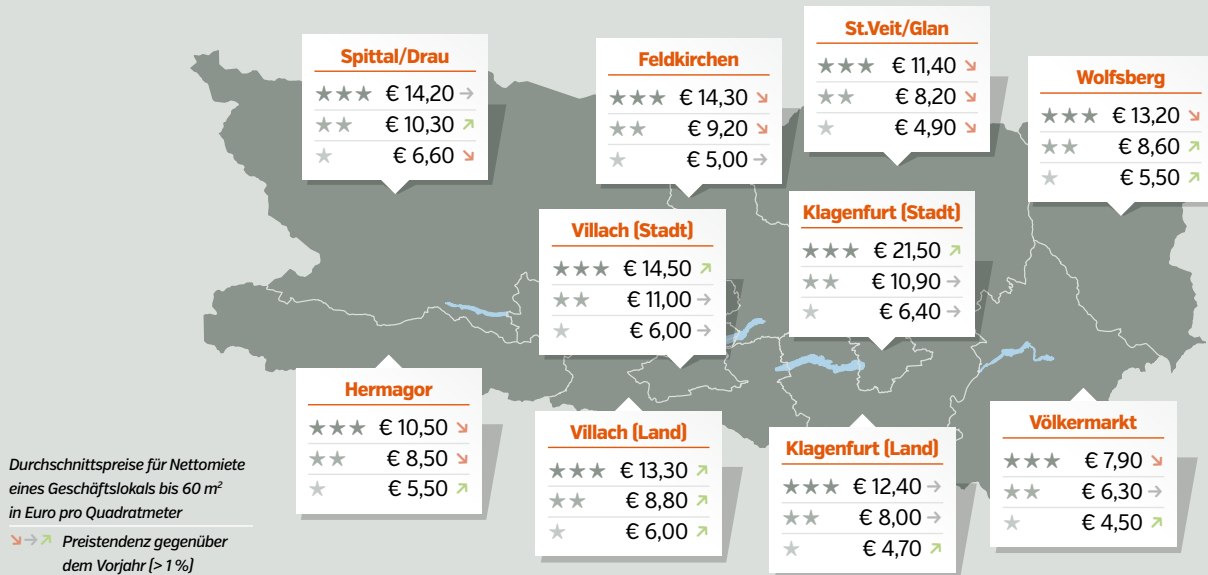 Spittal/Drau
★★★ € 14,20 →
★★ € 10,30 ↗
★ € 6,60 ↘
Feldkirchen
★★★ € 14,30 ↘
★★ € 9,20 ↘
★ € 5,00 →
St.Veit/Glan
★★★ € 11,40 ↘
★★ € 8,20 ↘
★ € 4,90 ↘
Wolfsberg
★★★ € 13,20 ↘
★★ € 8,60 ↗
★ € 5,50 ↗
Villach (Stadt)
★★★ € 14,50 ↗
★★ € 11,00 →
★ € 6,00 →
Klagenfurt (Stadt)
★★★ € 21,50 ↗
★★ € 10,90 →
★ € 6,40 →
Hermagor
★★★ € 10,50 ↘
★★ € 8,50 ↘
★ € 5,50 ↗
Villach (Land)
★★★ € 13,30 ↗
★★ € 8,80 ↗
★ € 6,00 ↗
Klagenfurt (Land)
★★★ € 12,40 →
★★ € 8,00 →
★ € 4,70 ↗
Völkermarkt
★★★ € 7,90 ↘
★★ € 6,30 →
★ € 4,50 ↗
Durchschnittspreise für Nettomiete
eines Geschäftslokals bis 60 m²
in Euro pro Quadratmeter
↘→↗ Preistendenz gegenüber
dem Vorjahr (> 1 %)